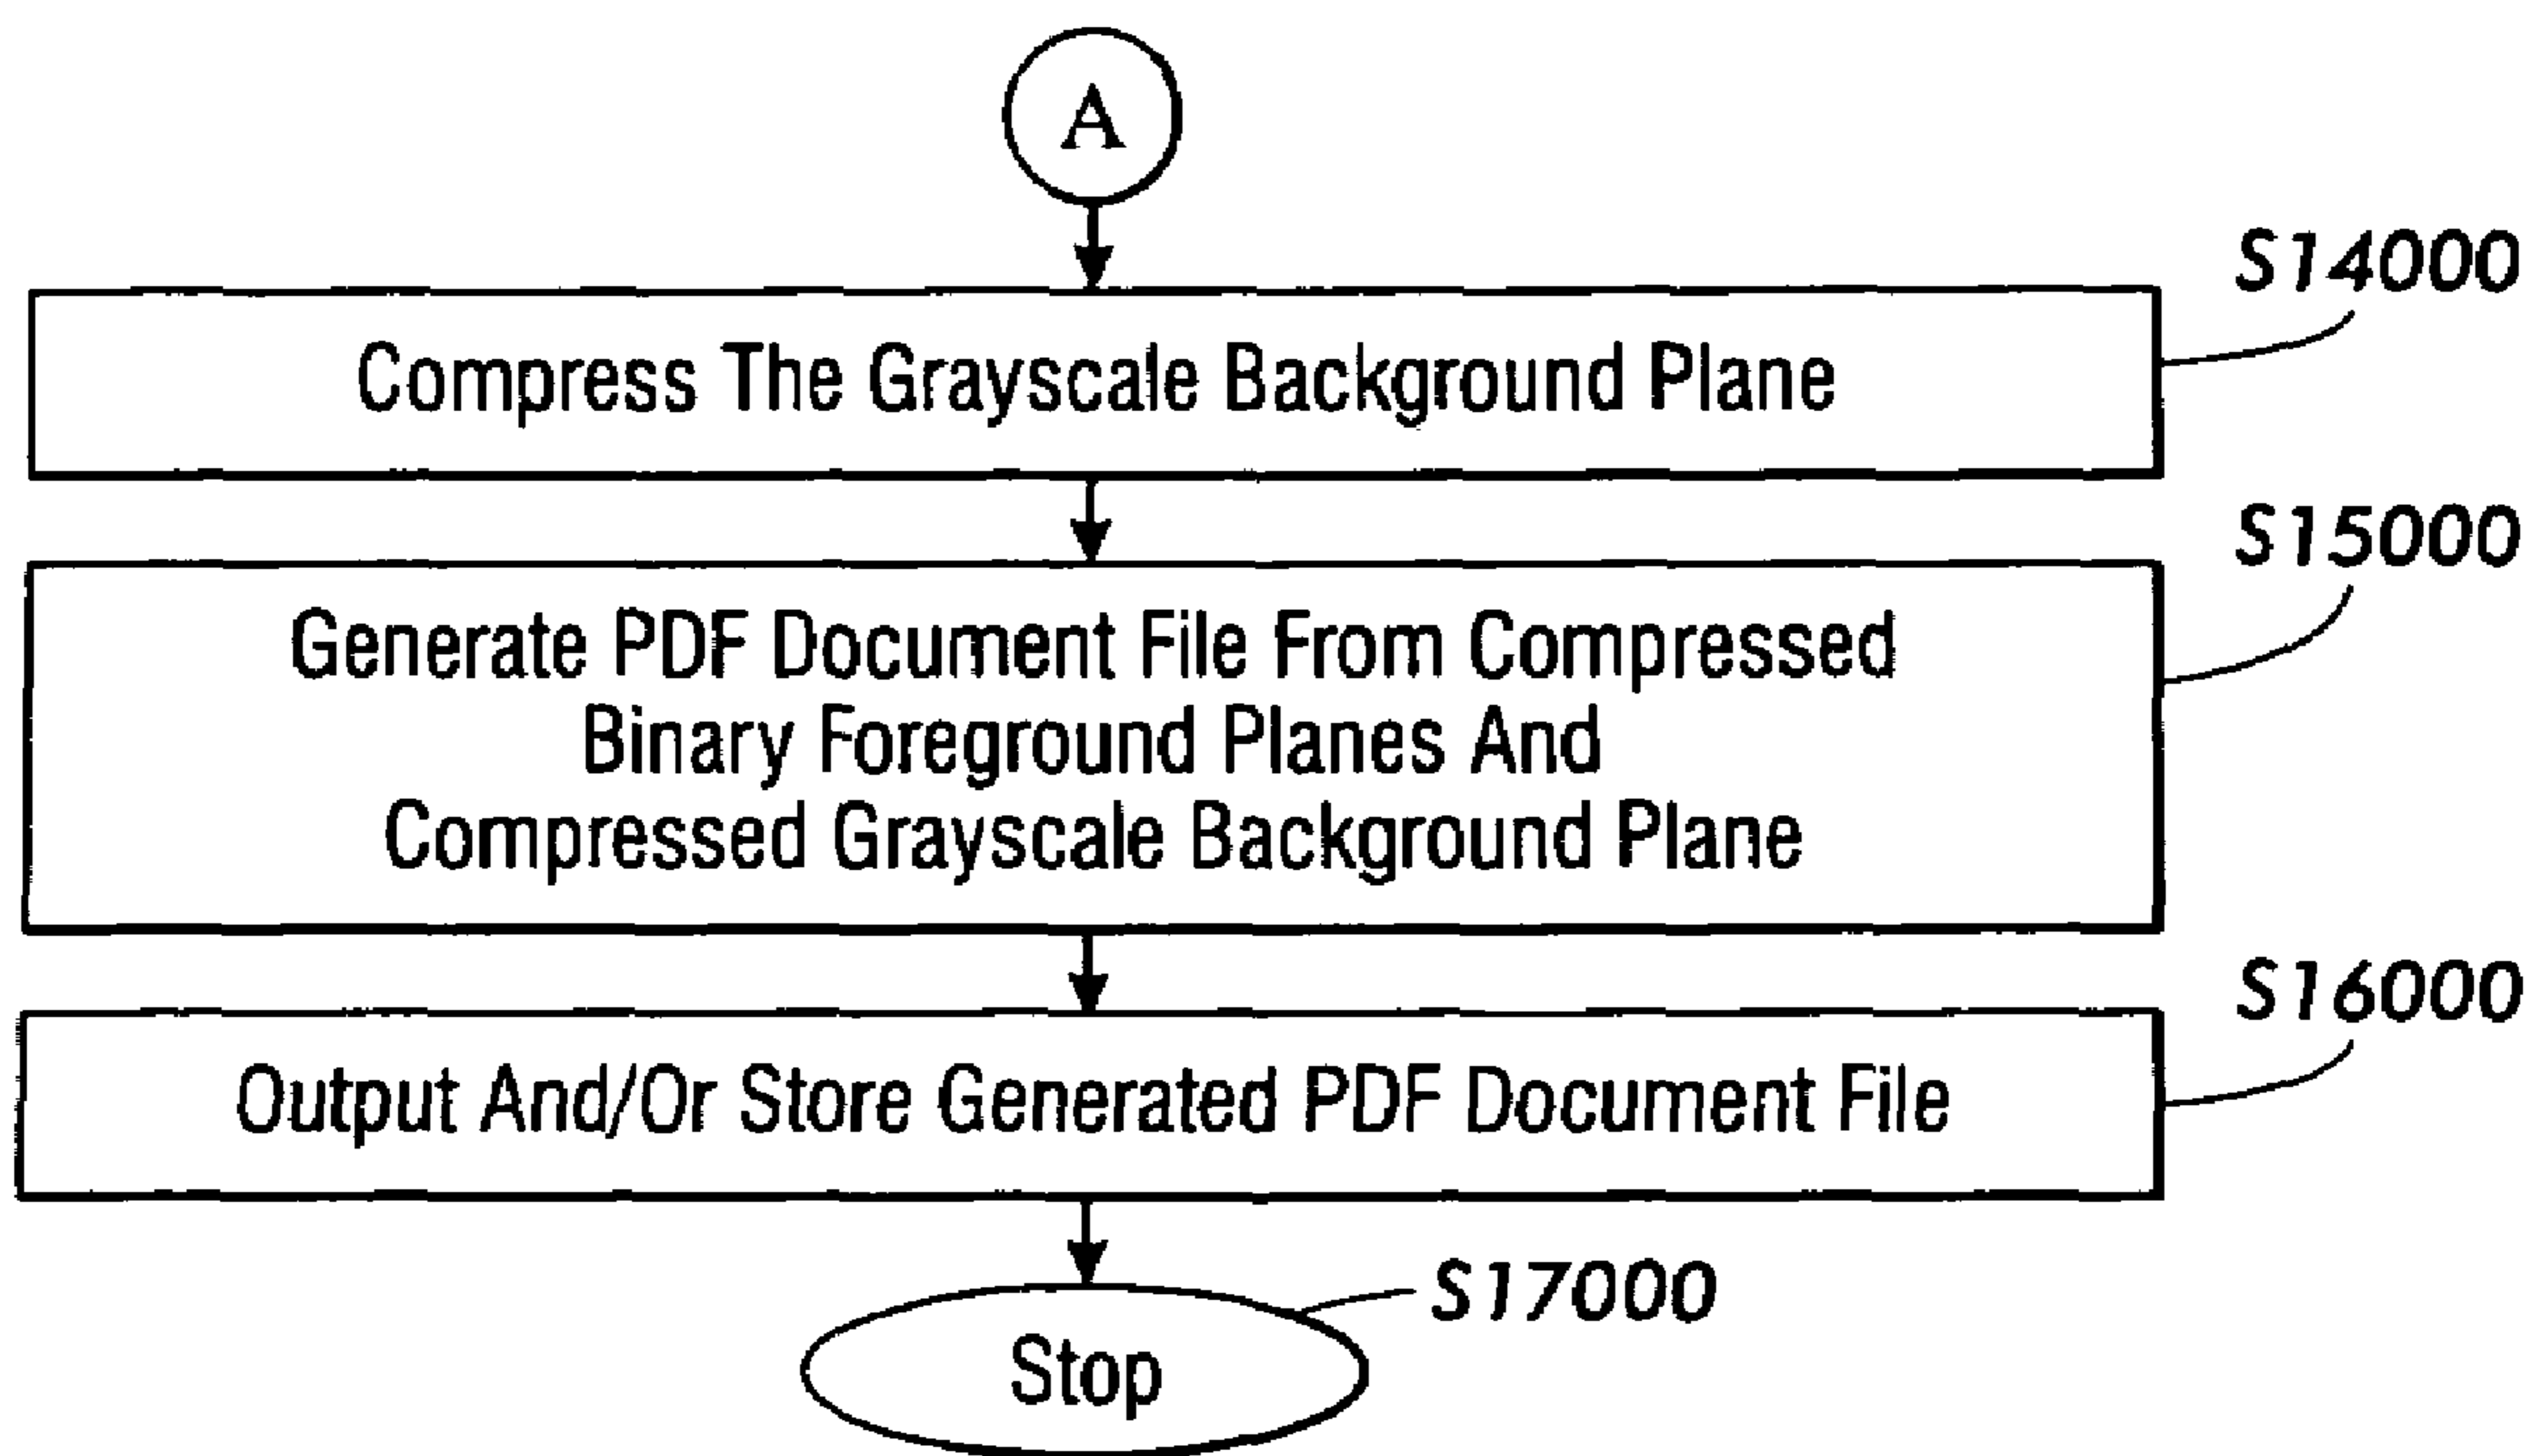 A
S14000
Compress The Grayscale Background Plane
S15000
Generate PDF Document File From Compressed
Binary Foreground Planes And
Compressed Grayscale Background Plane
S16000
Output And/Or Store Generated PDF Document File
S17000
Stop